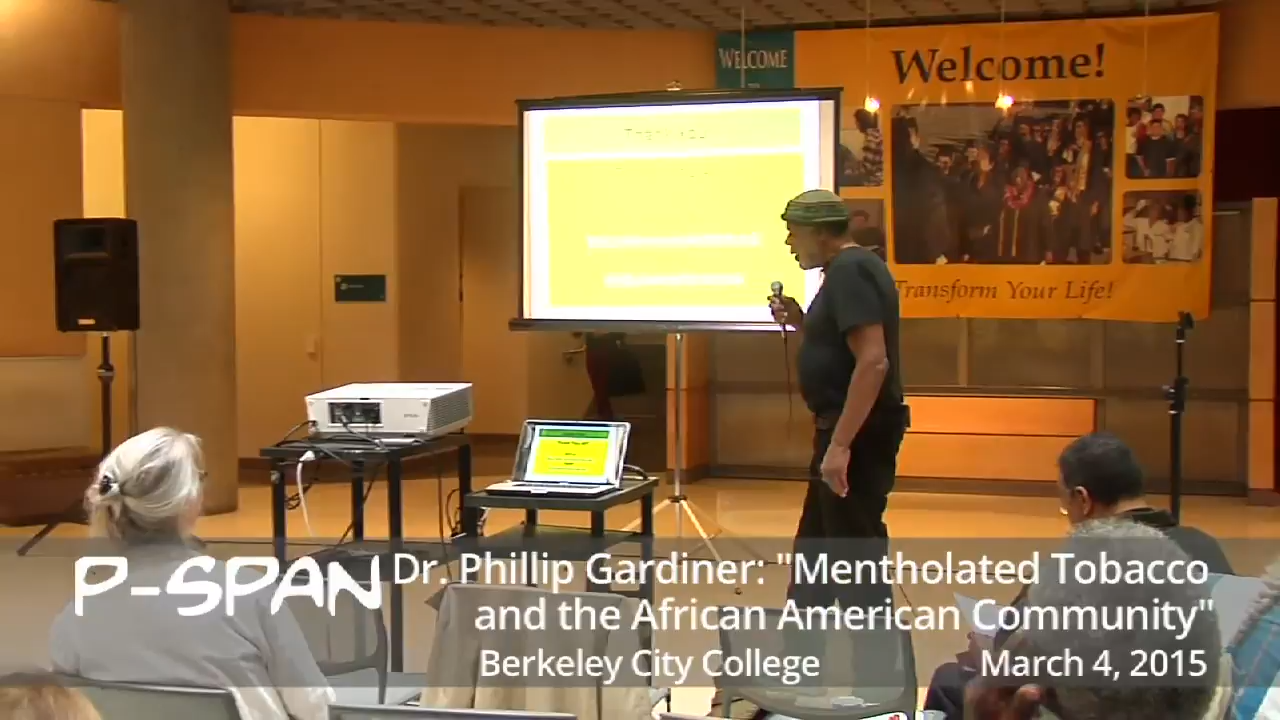 WELCOME
Welcome!
Transform Your Life!
EPSON
P-SPAN
Dr. Phillip Gardiner: "Mentholated Tobacco
and the African American Community"
Berkeley City College
March 4, 2015